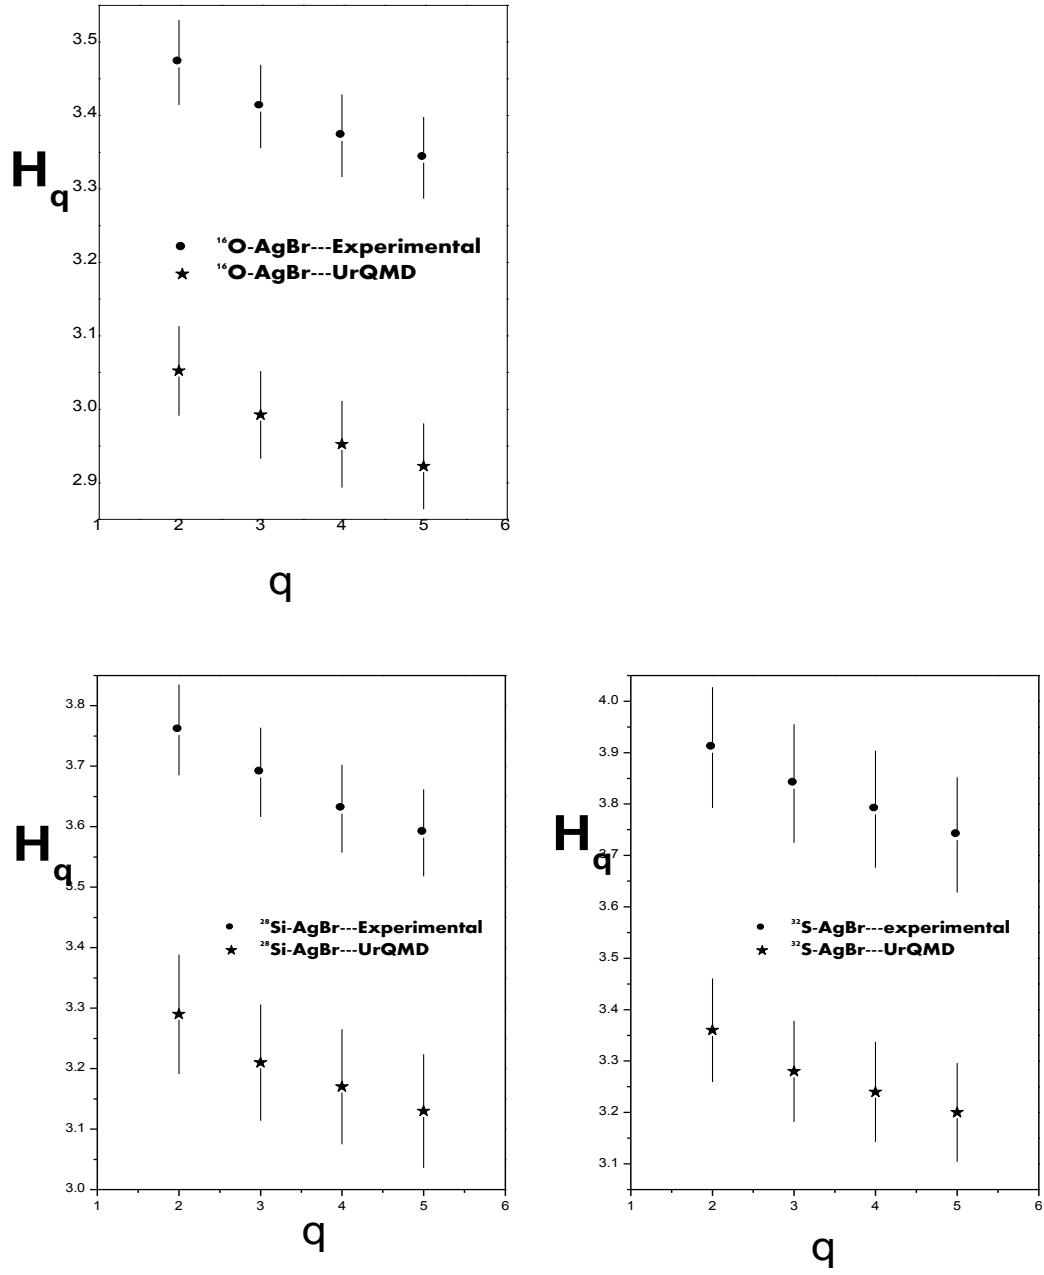 3.5
3.4
3.3
3.2
3.1
3.0
2.9
Hq
¹⁶O-AgBr---Experimental
¹⁶O-AgBr---UrQMD
1 2 3 4 5 6
q
3.8
3.7
3.6
3.5
3.4
3.3
3.2
3.1
3.0
Hq
²⁸Si-AgBr---Experimental
²⁸Si-AgBr---UrQMD
1 2 3 4 5 6
q
4.0
3.9
3.8
3.7
3.6
3.5
3.4
3.3
3.2
3.1
Hq
³²S-AgBr---experimental
³²S-AgBr---UrQMD
1 2 3 4 5 6
q